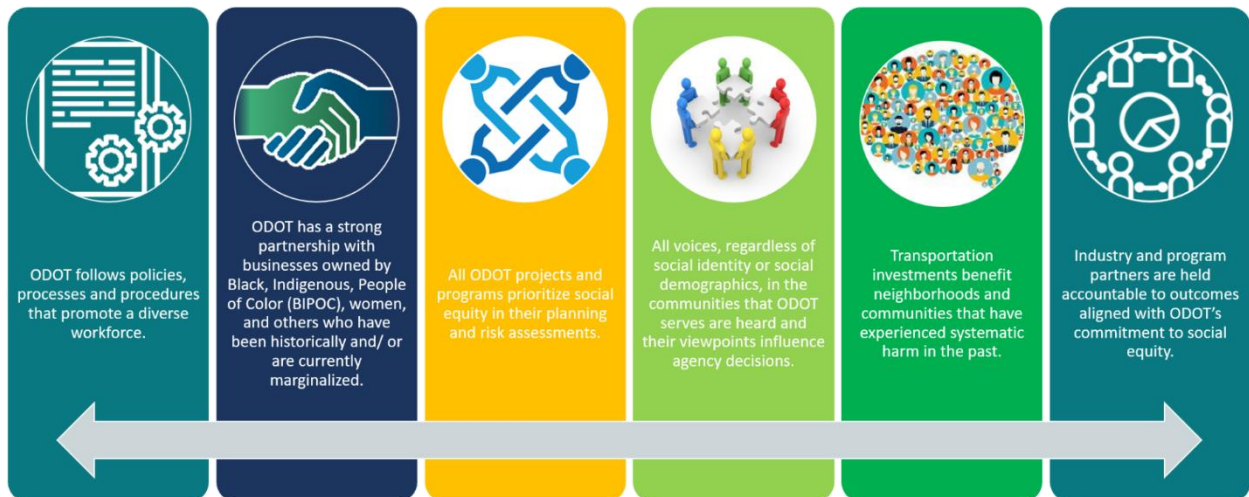 ODOT follows policies,
processes and procedures
that promote a diverse
workforce.
ODOT has a strong
partnership with
businesses owned by
Black, Indigenous, People
of Color (BIPOC), women,
and others who have
been historically and/ or
are currently
marginalized.
All ODOT projects and
programs prioritize social
equity in their planning
and risk assessments.
All voices, regardless of
social identity or social
demographics, in the
communities that ODOT
serves are heard and
their viewpoints influence
agency decisions.
Transportation
investments benefit
neighborhoods and
communities that have
experienced systematic
harm in the past.
Industry and program
partners are held
accountable to outcomes
aligned with ODOT’s
commitment to social
equity.